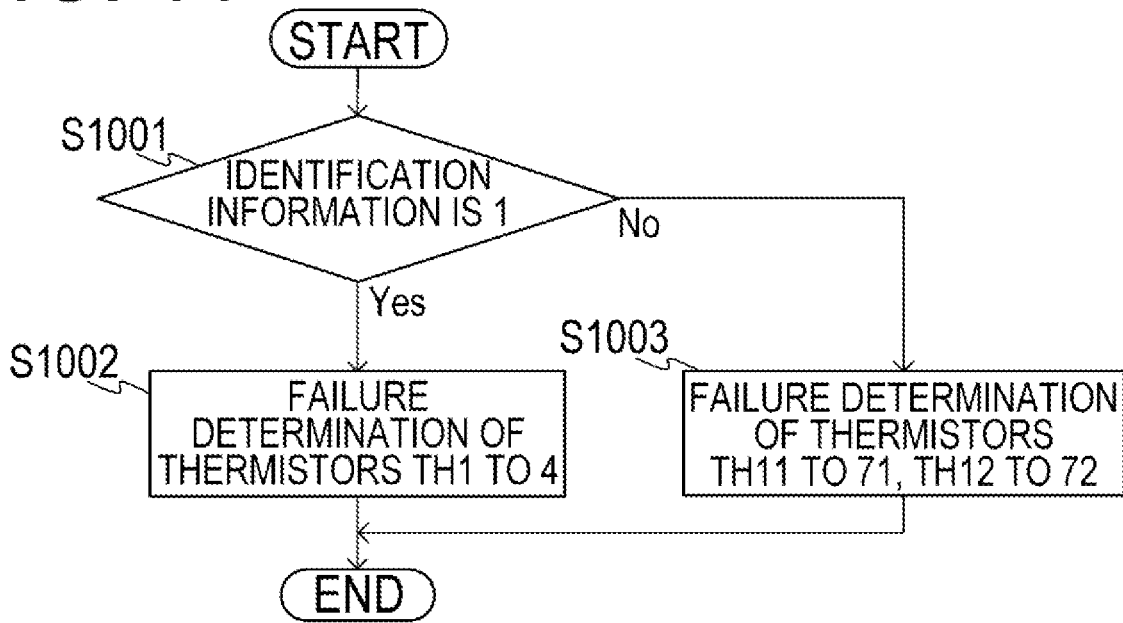 START
S1001
IDENTIFICATION
INFORMATION IS 1
No
Yes
S1002
FAILURE
DETERMINATION OF
THERMISTORS TH1 TO 4
S1003
FAILURE DETERMINATION
OF THERMISTORS
TH11 TO 71, TH12 TO 72
END